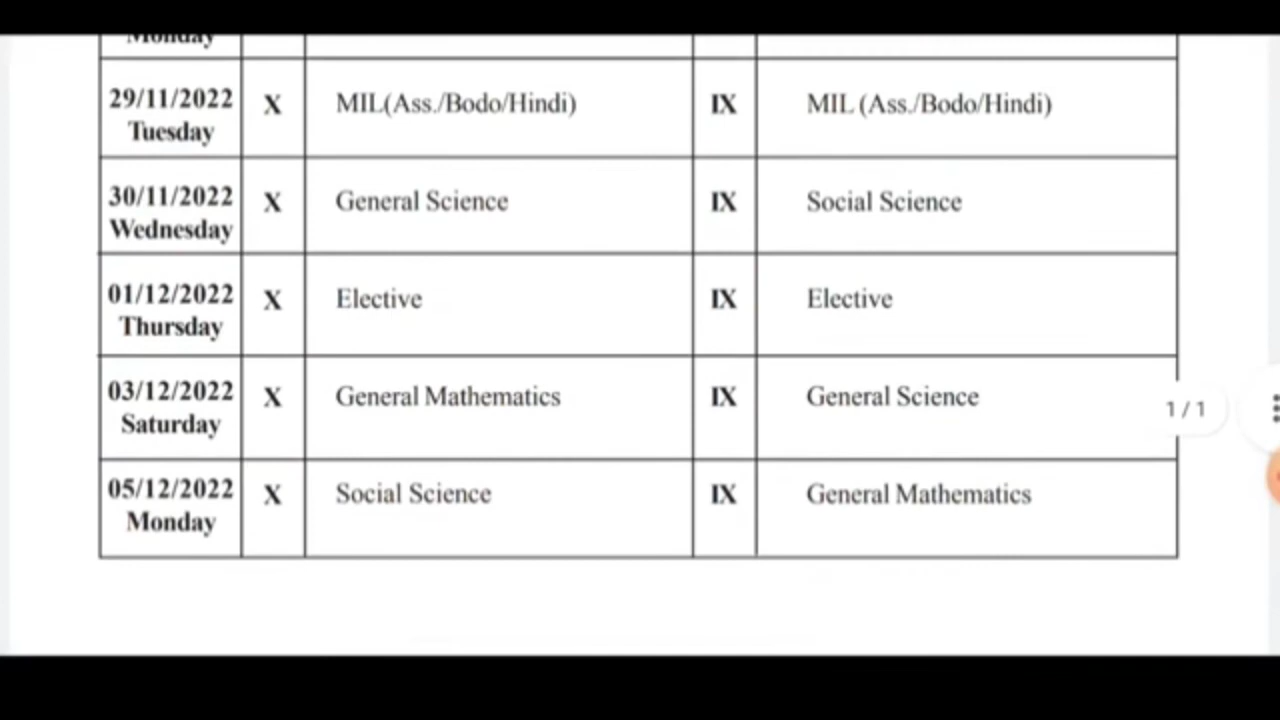 Monday
29/11/2022 X MIL(Ass./Bodo/Hindi) IX MIL (Ass./Bodo/Hindi)
Tuesday
30/11/2022 X General Science IX Social Science
Wednesday
01/12/2022 X Elective IX Elective
Thursday
03/12/2022 X General Mathematics IX General Science
Saturday
1 / 1
05/12/2022 X Social Science IX General Mathematics
Monday